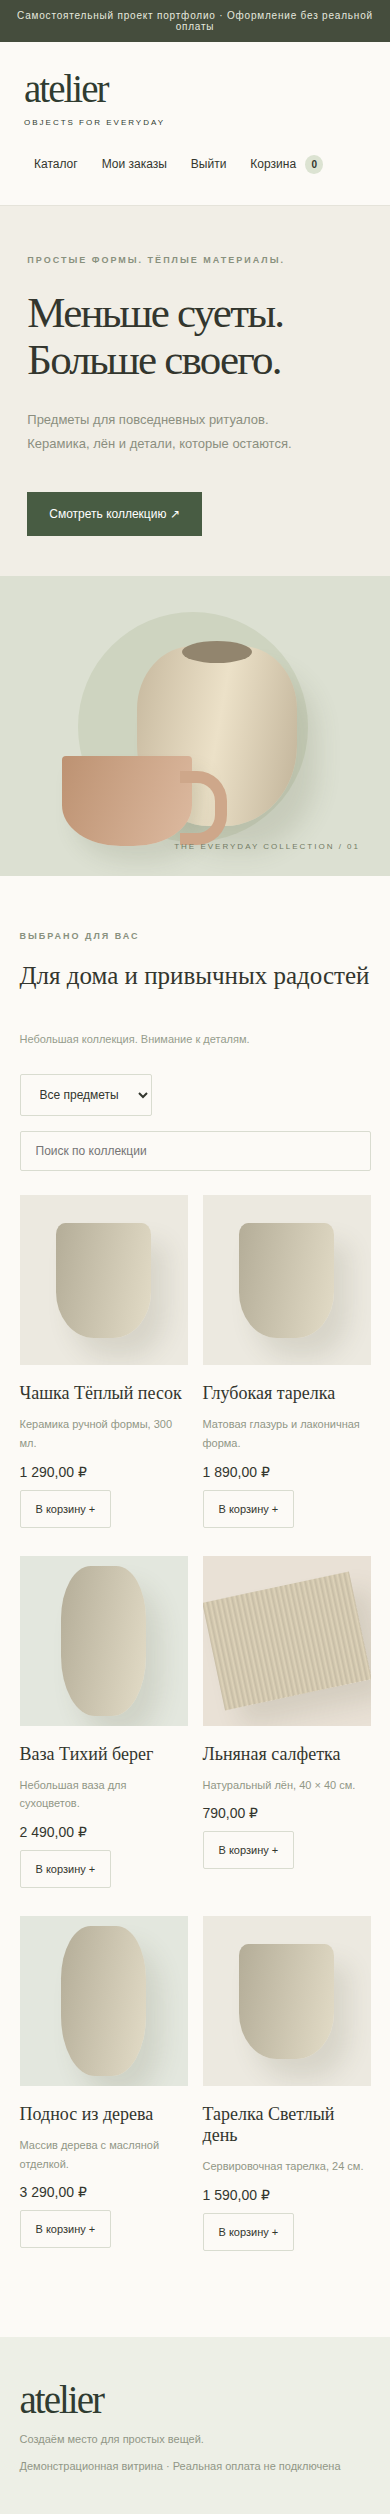 Самостоятельный проект портфолио · Оформление без реальной
оплаты
atelier
OBJECTS FOR EVERYDAY
Каталог Мои заказы Выйти Корзина 0
ПРОСТЫЕ ФОРМЫ. ТЁПЛЫЕ МАТЕРИАЛЫ.
Меньше суеты.
Больше своего.
Предметы для повседневных ритуалов.
Керамика, лён и детали, которые остаются.
Смотреть коллекцию ↗
THE EVERYDAY COLLECTION / 01
ВЫБРАНО ДЛЯ ВАС
Для дома и привычных радостей
Небольшая коллекция. Внимание к деталям.
Все предметы
Поиск по коллекции
Чашка Тёплый песок
Керамика ручной формы, 300
мл.
1 290,00 ₽
В корзину +
Глубокая тарелка
Матовая глазурь и лаконичная
форма.
1 890,00 ₽
В корзину +
Ваза Тихий берег
Небольшая ваза для
сухоцветов.
2 490,00 ₽
В корзину +
Льняная салфетка
Натуральный лён, 40 × 40 см.
790,00 ₽
В корзину +
Поднос из дерева
Массив дерева с масляной
отделкой.
3 290,00 ₽
В корзину +
Тарелка Светлый
день
Сервировочная тарелка, 24 см.
1 590,00 ₽
В корзину +
atelier
Создаём место для простых вещей.
Демонстрационная витрина · Реальная оплата не подключена